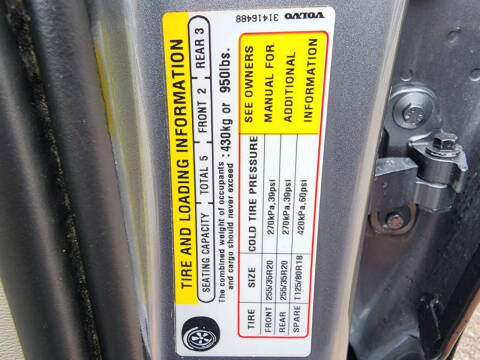 TIRE AND LOADING INFORMATION
SEATING CAPACITY TOTAL 5 FRONT 2 REAR 3
The combined weight of occupants
and cargo should never exceed : 430kg or 950lbs.
TIRE SIZE COLD TIRE PRESSURE
FRONT 255/35R20 270kPa,39psi
REAR 255/35R20 270kPa,39psi
SPARE T125/80R18 420kPa,60psi
SEE OWNERS
MANUAL FOR
ADDITIONAL
INFORMATION
31416488 VOLVO